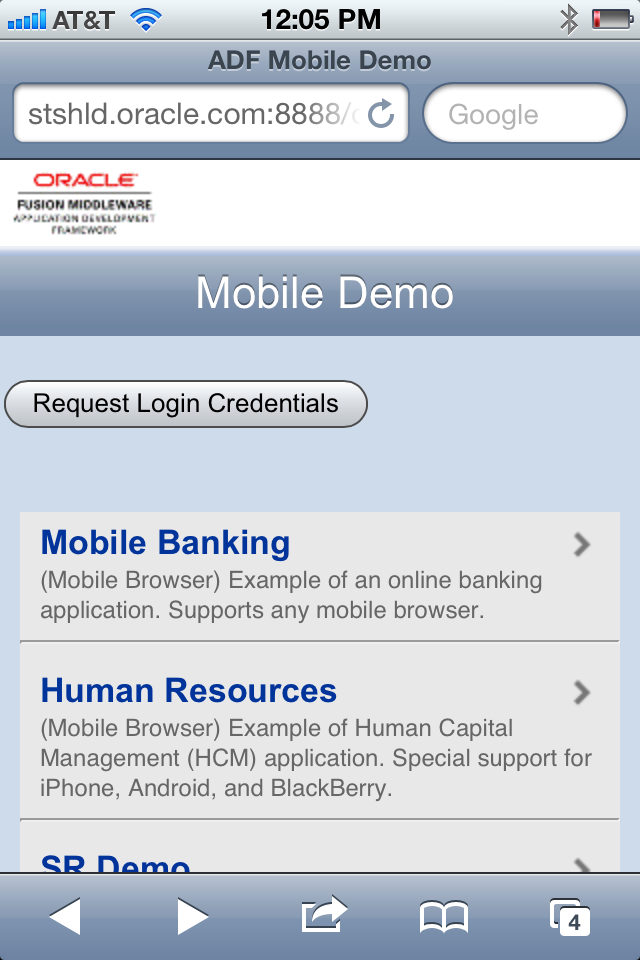 AT&T 12:05 PM
ADF Mobile Demo
stshld.oracle.com:8888/ Google
ORACLE
FUSION MIDDLEWARE
APPLICATION DEVELOPMENT
FRAMEWORK
Mobile Demo
Request Login Credentials
Mobile Banking
(Mobile Browser) Example of an online banking
application. Supports any mobile browser.
Human Resources
(Mobile Browser) Example of Human Capital
Management (HCM) application. Special support for
iPhone, Android, and BlackBerry.
SR Demo
4